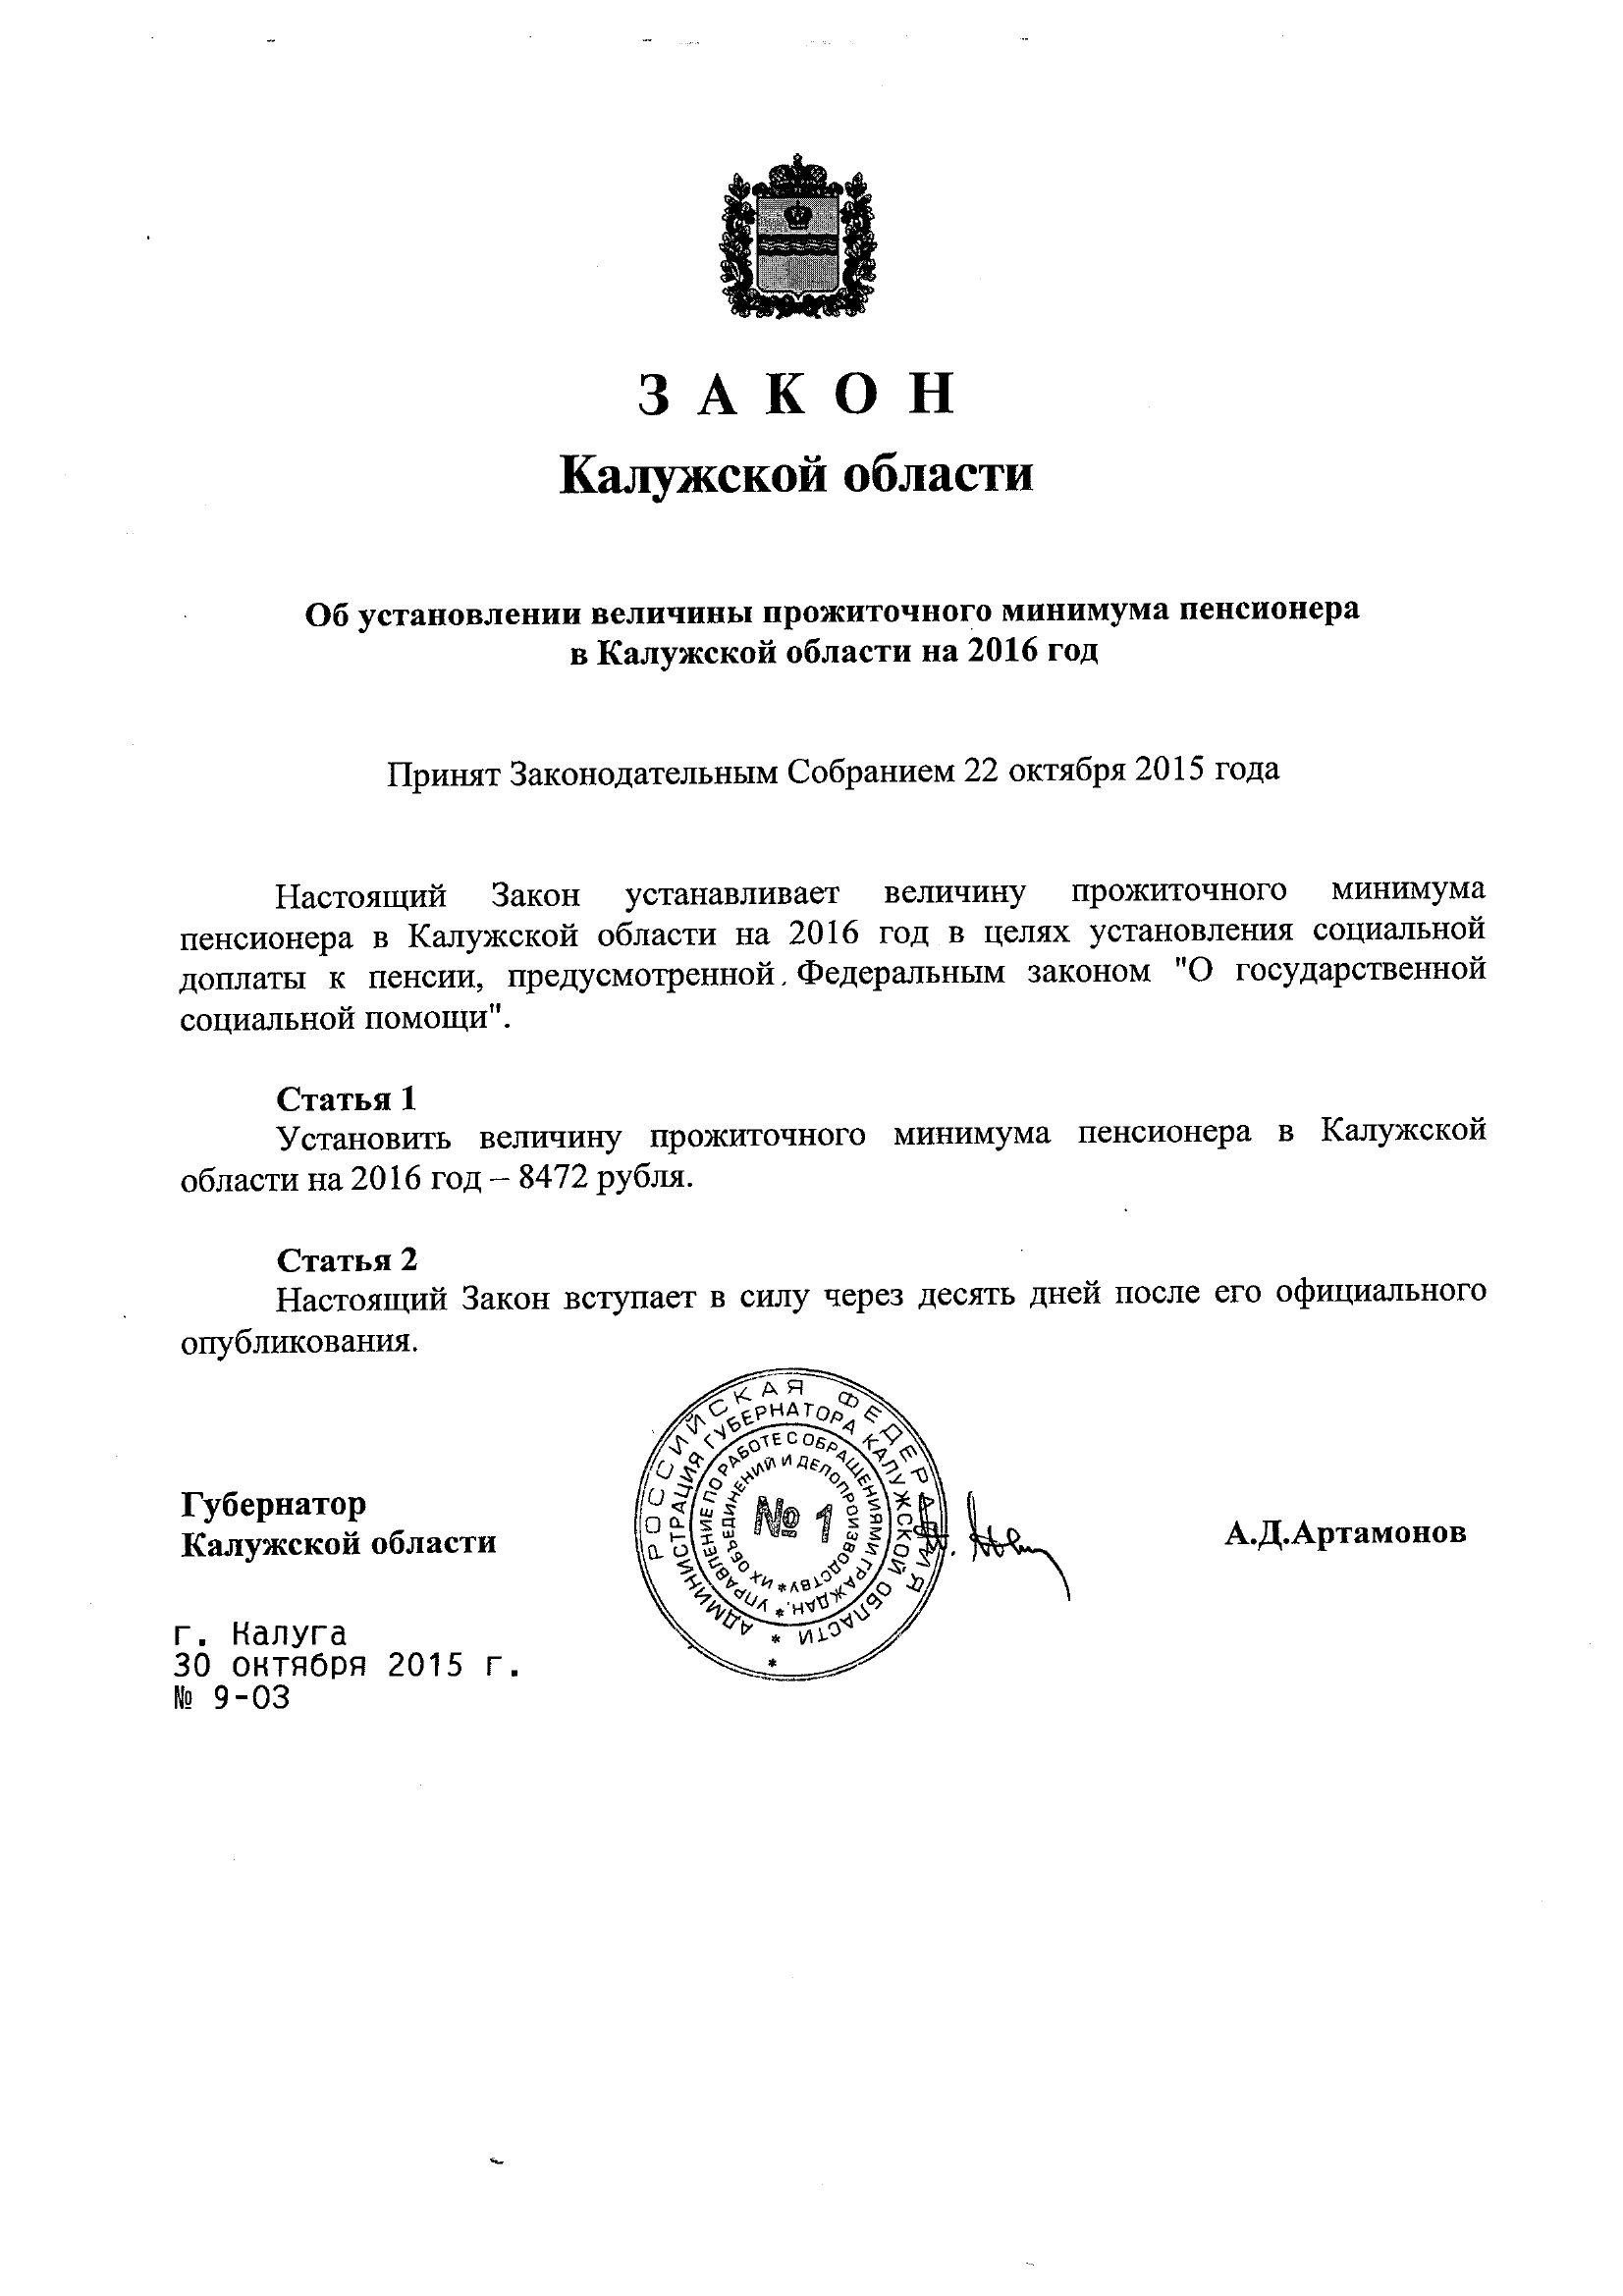 З А К О Н
Калужской области
Об установлении величины прожиточного минимума пенсионера
в Калужской области на 2016 год
Принят Законодательным Собранием 22 октября 2015 года
Настоящий Закон устанавливает величину прожиточного минимума
пенсионера в Калужской области на 2016 год в целях установления социальной
доплаты к пенсии, предусмотренной Федеральным законом "О государственной
социальной помощи".
Статья 1
Установить величину прожиточного минимума пенсионера в Калужской
области на 2016 год – 8472 рубля.
Статья 2
Настоящий Закон вступает в силу через десять дней после его официального
опубликования.
РОССИЙСКАЯ ФЕДЕРАЦИЯ *
АДМИНИСТРАЦИЯ ГУБЕРНАТОРА КАЛУЖСКОЙ ОБЛАСТИ *
УПРАВЛЕНИЕ ПО РАБОТЕ С ОБРАЩЕНИЯМИ ГРАЖДАН, *
ИХ ОБЪЕДИНЕНИЙ И ДЕЛОПРОИЗВОДСТВУ *
№ 1
Губернатор
Калужской области
А.Д.Артамонов
г. Калуга
30 октября 2015 г.
№ 9-ОЗ